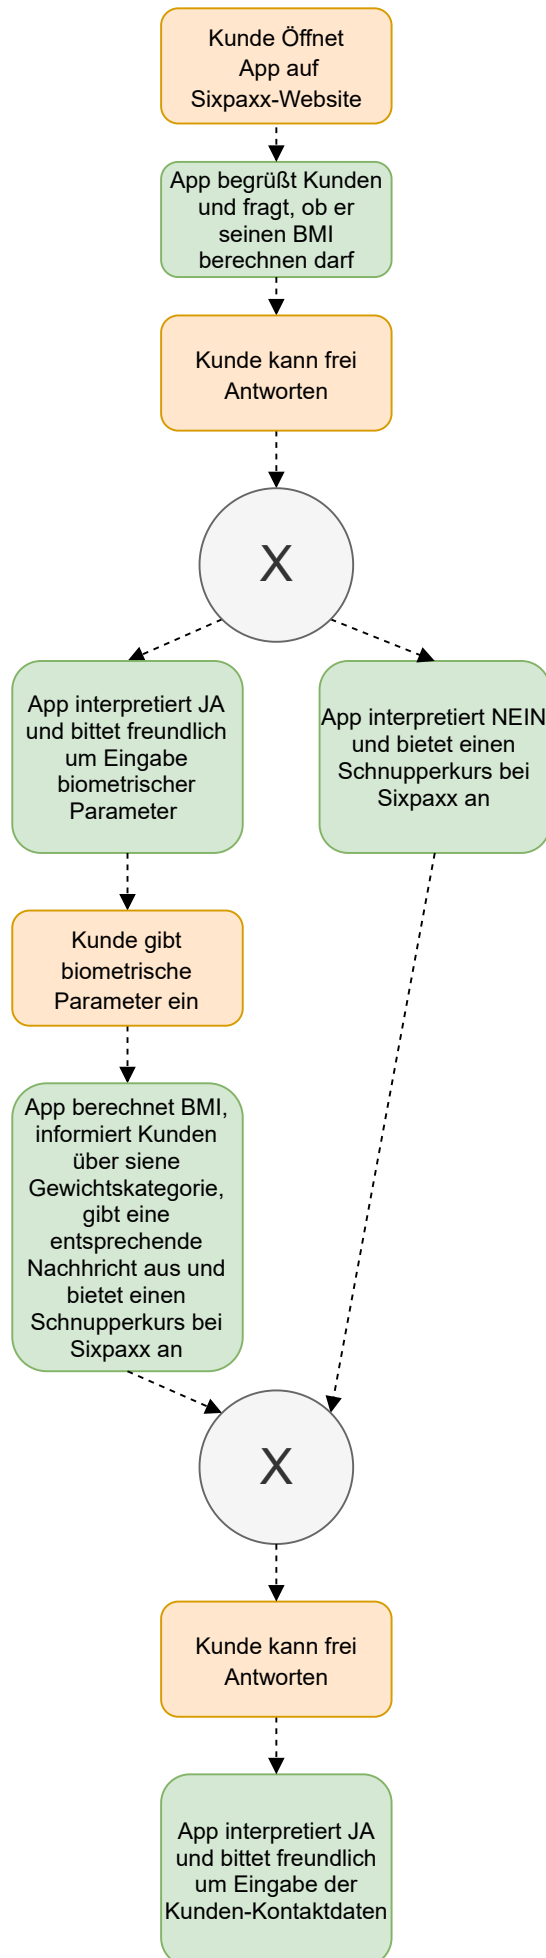 Kunde Öffnet
App auf
Sixpaxx-Website
App begrüßt Kunden
und fragt, ob er
seinen BMI
berechnen darf
Kunde kann frei
Antworten
X
App interpretiert JA
und bittet freundlich
um Eingabe
biometrischer
Parameter
App interpretiert NEIN
und bietet einen
Schnupperkurs bei
Sixpaxx an
Kunde gibt
biometrische
Parameter ein
App berechnet BMI,
informiert Kunden
über siene
Gewichtskategorie,
gibt eine
entsprechende
Nachhricht aus und
bietet einen
Schnupperkurs bei
Sixpaxx an
X
Kunde kann frei
Antworten
App interpretiert JA
und bittet freundlich
um Eingabe der
Kunden-Kontaktdaten